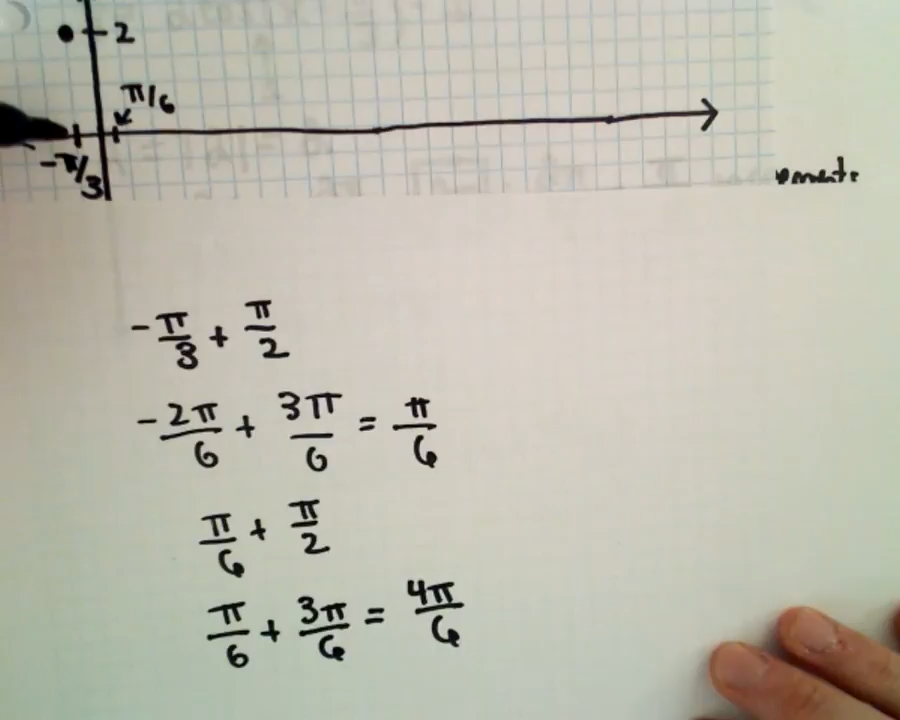 2
π/6
-π/3
-π/3 + π/2
-2π/6 + 3π/6 = π/6
π/6 + π/2
π/6 + 3π/6 = 4π/6